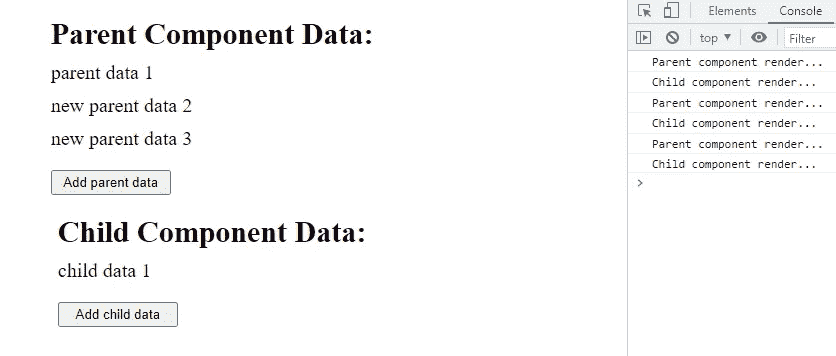 Parent Component Data:
parent data 1
new parent data 2
new parent data 3
Add parent data
Child Component Data:
child data 1
Add child data
Elements Console
top ▼ Filter
Parent component render...
Child component render...
Parent component render...
Child component render...
Parent component render...
Child component render...
>